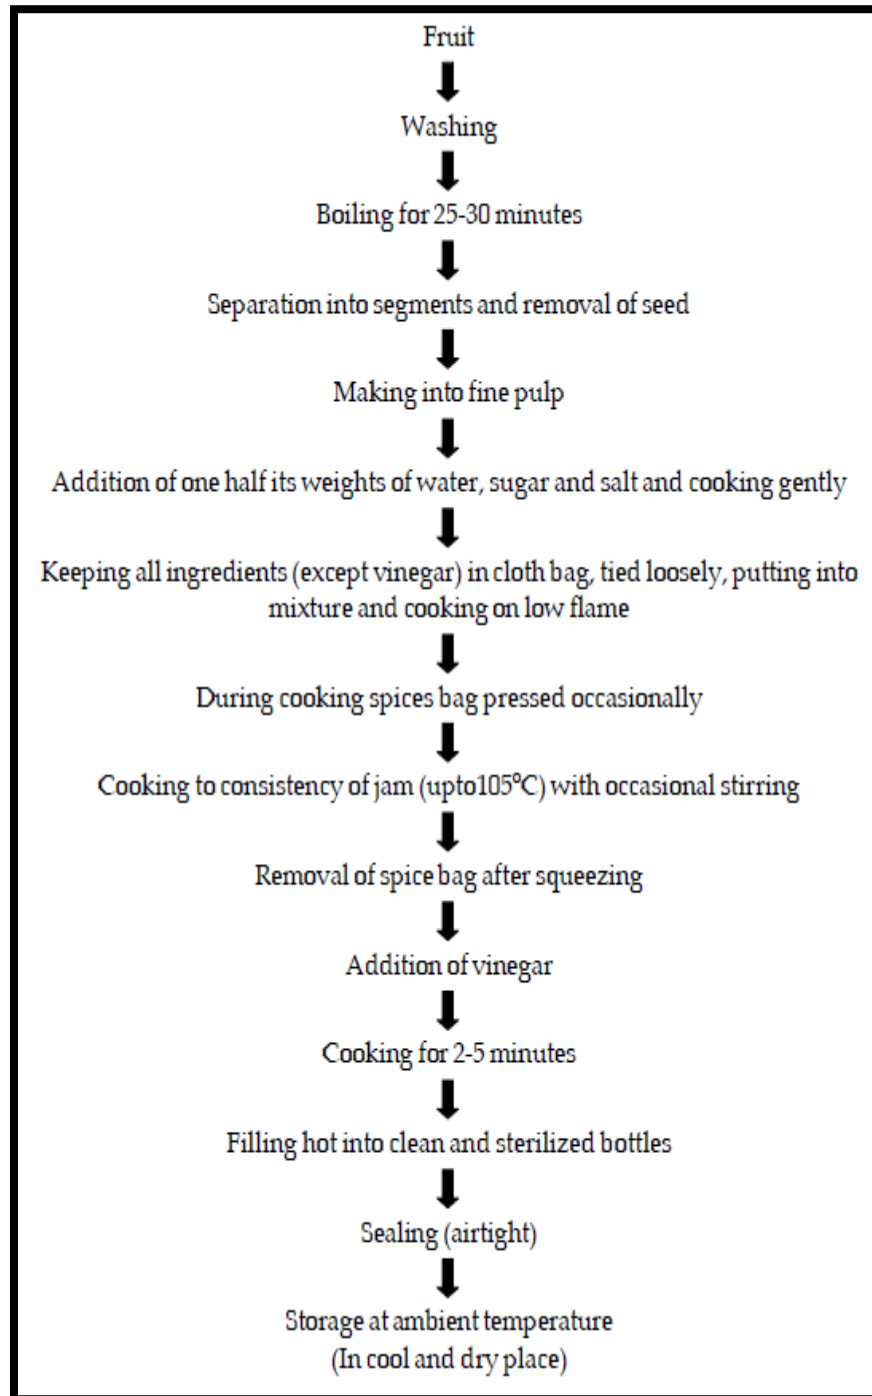 Fruit
Washing
Boiling for 25-30 minutes
Separation into segments and removal of seed
Making into fine pulp
Addition of one half its weights of water, sugar and salt and cooking gently
Keeping all ingredients (except vinegar) in cloth bag, tied loosely, putting into
mixture and cooking on low flame
During cooking spices bag pressed occasionally
Cooking to consistency of jam (upto105⁰C) with occasional stirring
Removal of spice bag after squeezing
Addition of vinegar
Cooking for 2-5 minutes
Filling hot into clean and sterilized bottles
Sealing (airtight)
Storage at ambient temperature
(In cool and dry place)